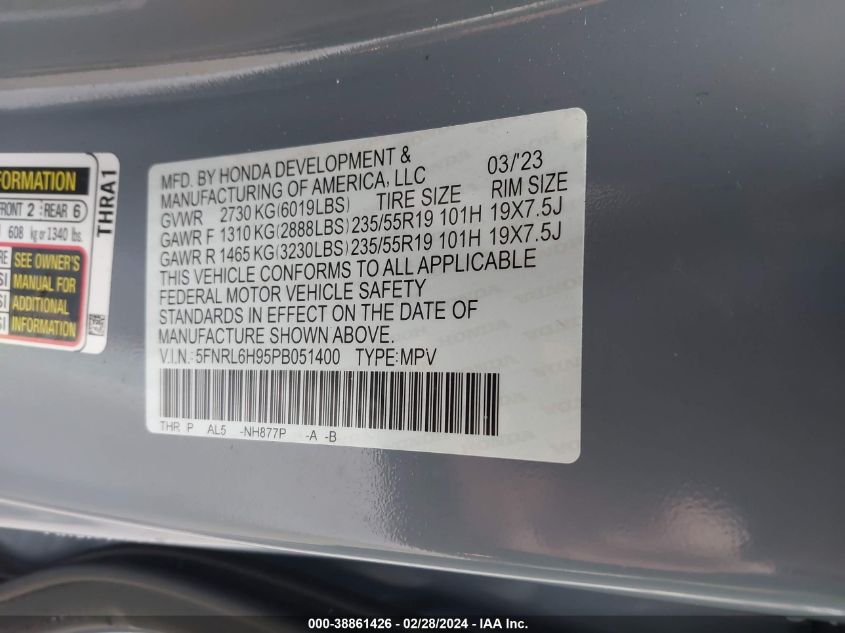 FORMATION
FRONT 2 : REAR 6
608 kg or 1340 lbs.
SEE OWNER'S
MANUAL FOR
ADDITIONAL
INFORMATION
THRA1
MFD. BY HONDA DEVELOPMENT & 03/'23
MANUFACTURING OF AMERICA, LLC
GVWR 2730 KG(6019LBS) TIRE SIZE RIM SIZE
GAWR F 1310 KG(2888LBS) 235/55R19 101H 19X7.5J
GAWR R 1465 KG(3230LBS) 235/55R19 101H 19X7.5J
THIS VEHICLE CONFORMS TO ALL APPLICABLE
FEDERAL MOTOR VEHICLE SAFETY
STANDARDS IN EFFECT ON THE DATE OF
MANUFACTURE SHOWN ABOVE.
V.I.N.:5FNRL6H95PB051400 TYPE:MPV
THR P AL5 -NH877P -A -B
000-38861426 - 02/28/2024 - IAA Inc.